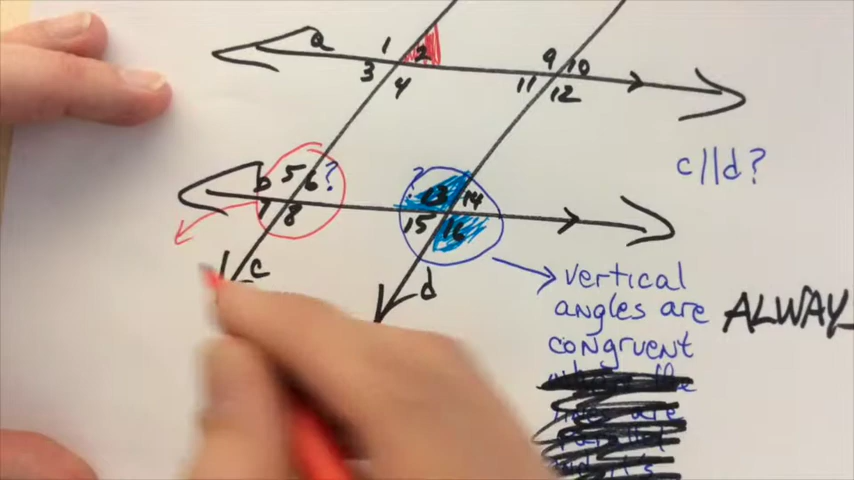 a 1 2 9 10
3 4 11 12
c||d?
b 5 6 ? ? 13 14
7 8 15 16
c d
vertical
angles are ALWAY
congruent